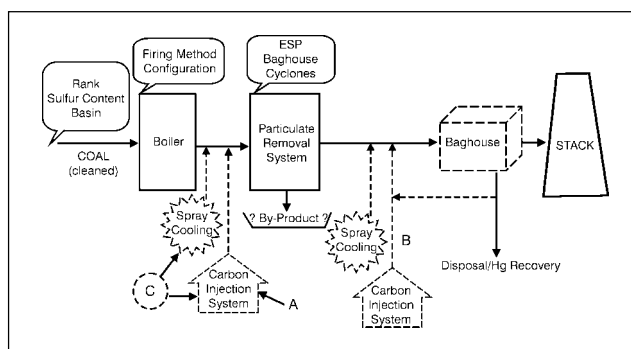 Rank
Sulfur Content
Basin
Firing Method
Configuration
ESP
Baghouse
Cyclones
COAL
(cleaned)
Boiler
Particulate
Removal
System
Baghouse
STACK
? By-Product ?
Spray
Cooling
Spray
Cooling
B
Disposal/Hg Recovery
C
Carbon
Injection
System
A
Carbon
Injection
System